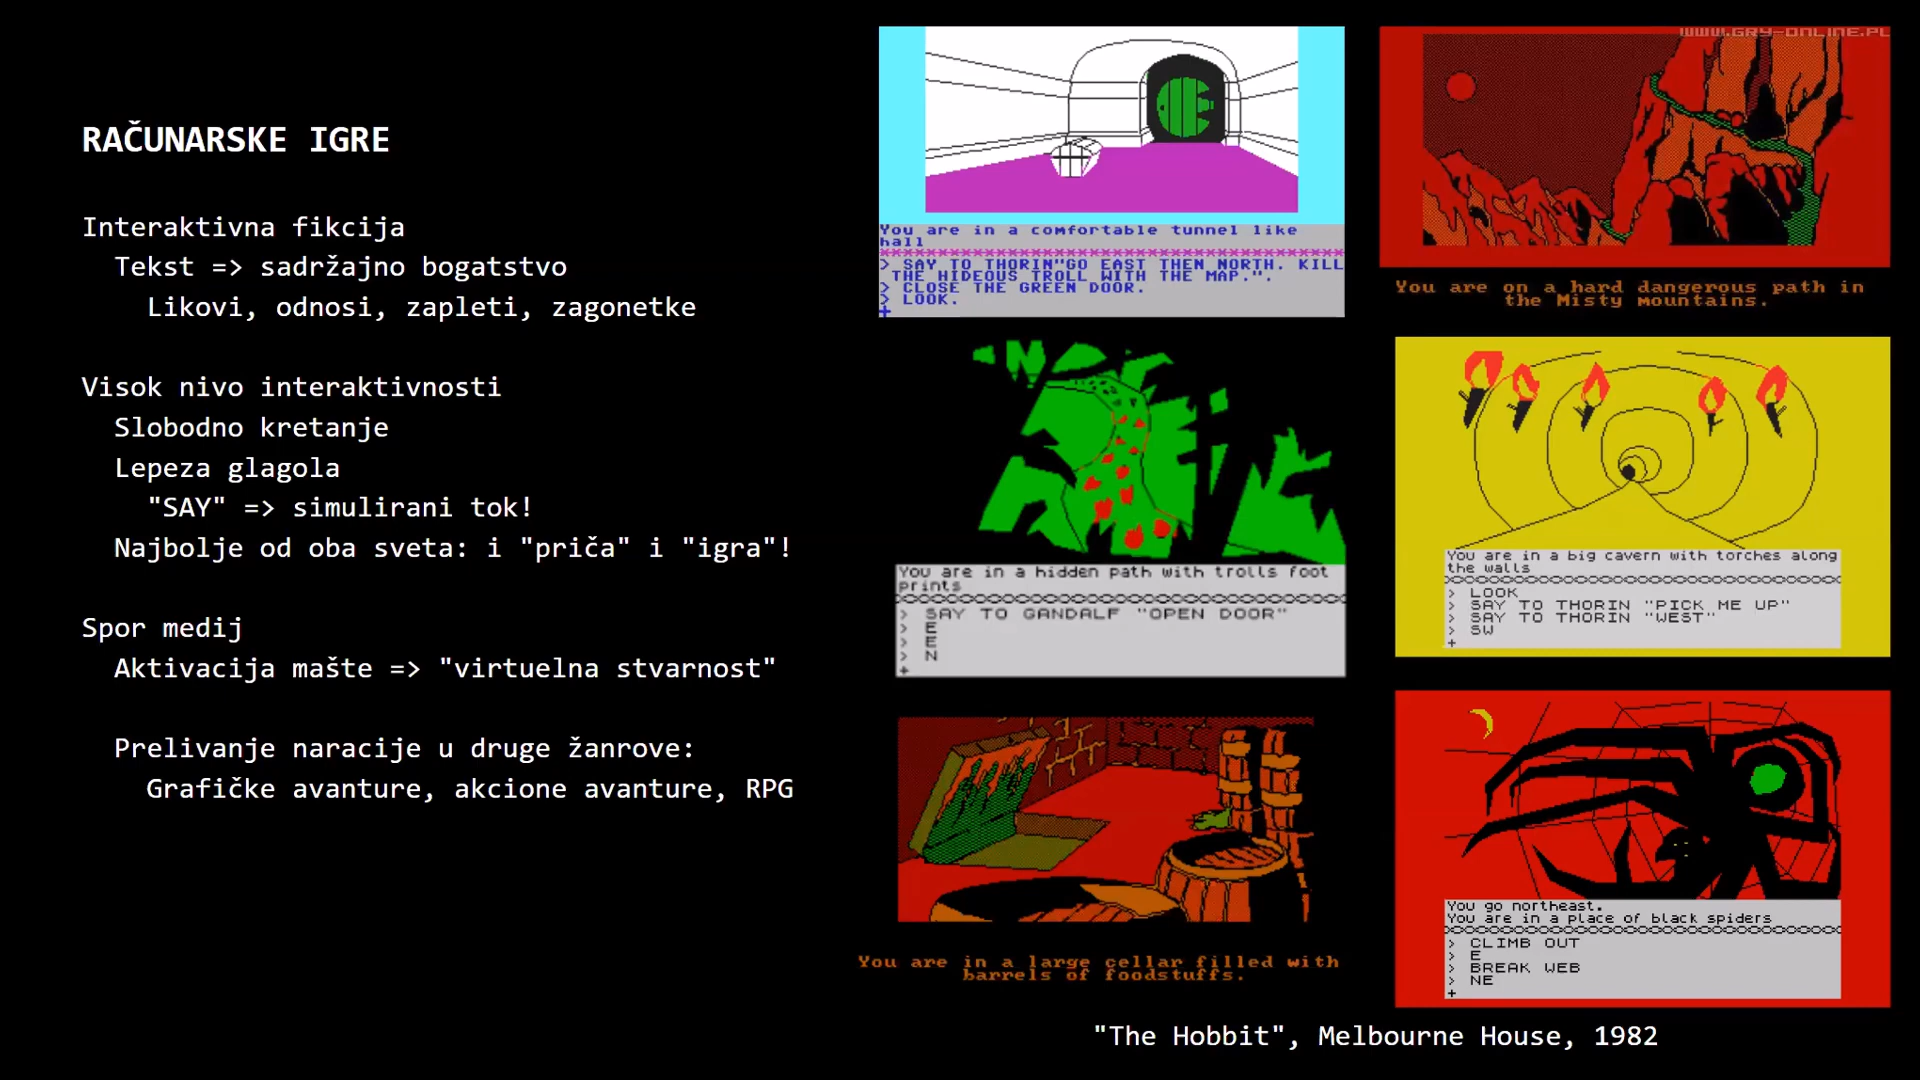 RAČUNARSKE IGRE
Interaktivna fikcija
Tekst => sadržajno bogatstvo
Likovi, odnosi, zapleti, zagonetke
Visok nivo interaktivnosti
Slobodno kretanje
Lepeza glagola
"SAY" => simulirani tok!
Najbolje od oba sveta: i "priča" i "igra"!
Spor medij
Aktivacija mašte => "virtuelna stvarnost"
Prelivanje naracije u druge žanrove:
Grafičke avanture, akcione avanture, RPG
You are in a comfortable tunnel like
hall
> SAY TO THORIN"GO EAST THEN NORTH. KILL
THE HIDEOUS TROLL WITH THE MAP.".
> CLOSE THE GREEN DOOR.
> LOOK.
+
WWW.GRY-ONLINE.PL
You are on a hard dangerous path in
the Misty mountains.
You are in a hidden path with trolls foot
prints
> SAY TO GANDALF "OPEN DOOR"
> E
> E
> N
+
You are in a big cavern with torches along
the walls
> LOOK
> SAY TO THORIN "PICK ME UP"
> SAY TO THORIN "WEST"
> SW
+
You are in a large cellar filled with
barrels of foodstuffs.
You go northeast.
You are in a place of black spiders
> CLIMB OUT
> E
> BREAK WEB
> NE
+
"The Hobbit", Melbourne House, 1982